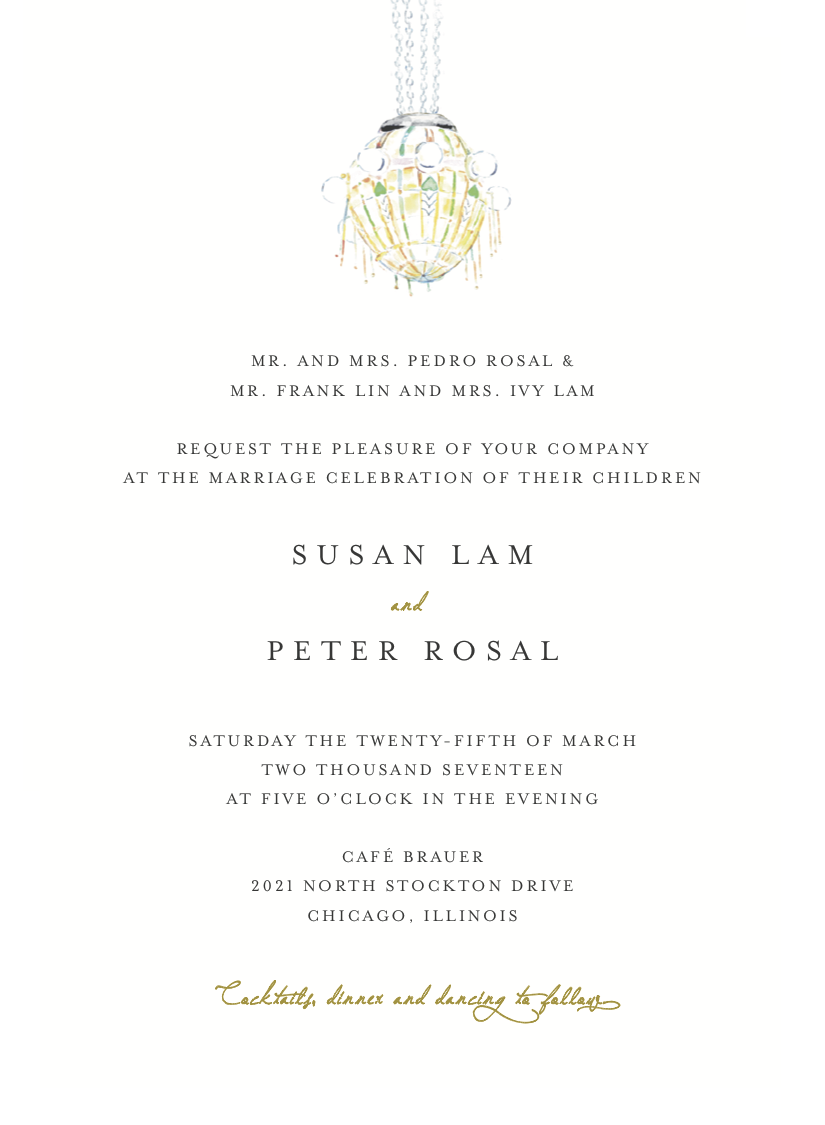 MR. AND MRS. PEDRO ROSAL &
MR. FRANK LIN AND MRS. IVY LAM
REQUEST THE PLEASURE OF YOUR COMPANY
AT THE MARRIAGE CELEBRATION OF THEIR CHILDREN
SUSAN LAM
and
PETER ROSAL
SATURDAY THE TWENTY-FIFTH OF MARCH
TWO THOUSAND SEVENTEEN
AT FIVE O’CLOCK IN THE EVENING
CAFÉ BRAUER
2021 NORTH STOCKTON DRIVE
CHICAGO, ILLINOIS
Cocktails, dinner and dancing to follow